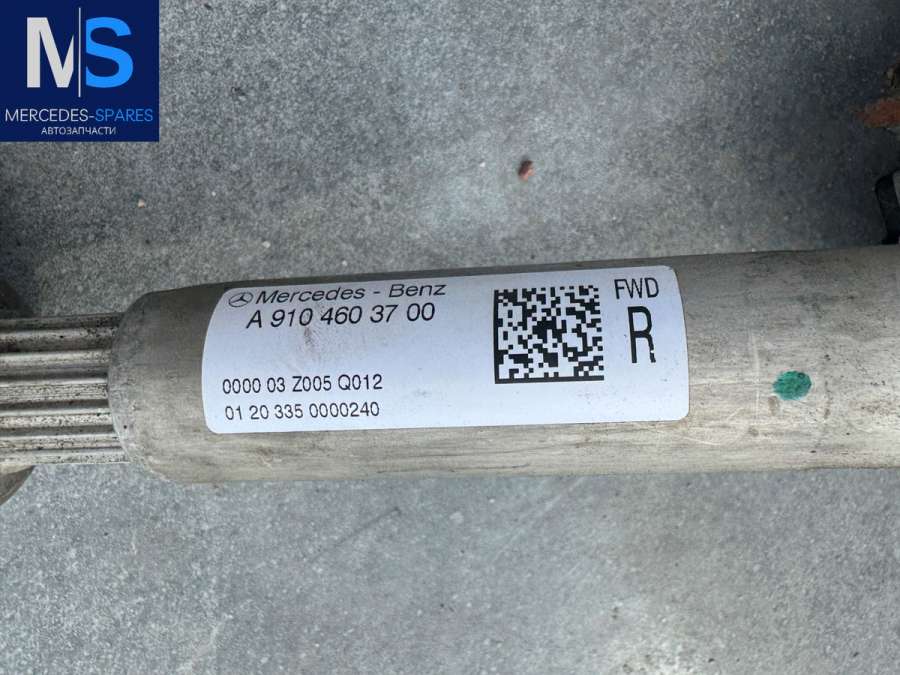 MS
MERCEDES-SPARES
АВТОЗАПЧАСТИ
Mercedes - Benz
A 910 460 37 00
0000 03 Z005 Q012
01 20 335 0000240
FWD
R